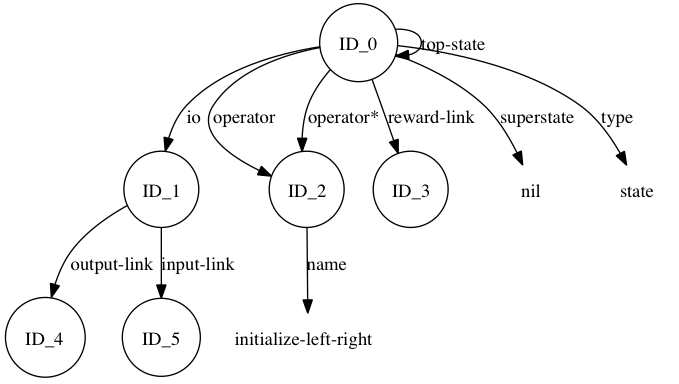 ID_0
top-state
io
operator
operator*
reward-link
superstate
type
ID_1
ID_2
ID_3
nil
state
output-link
input-link
name
ID_4
ID_5
initialize-left-right